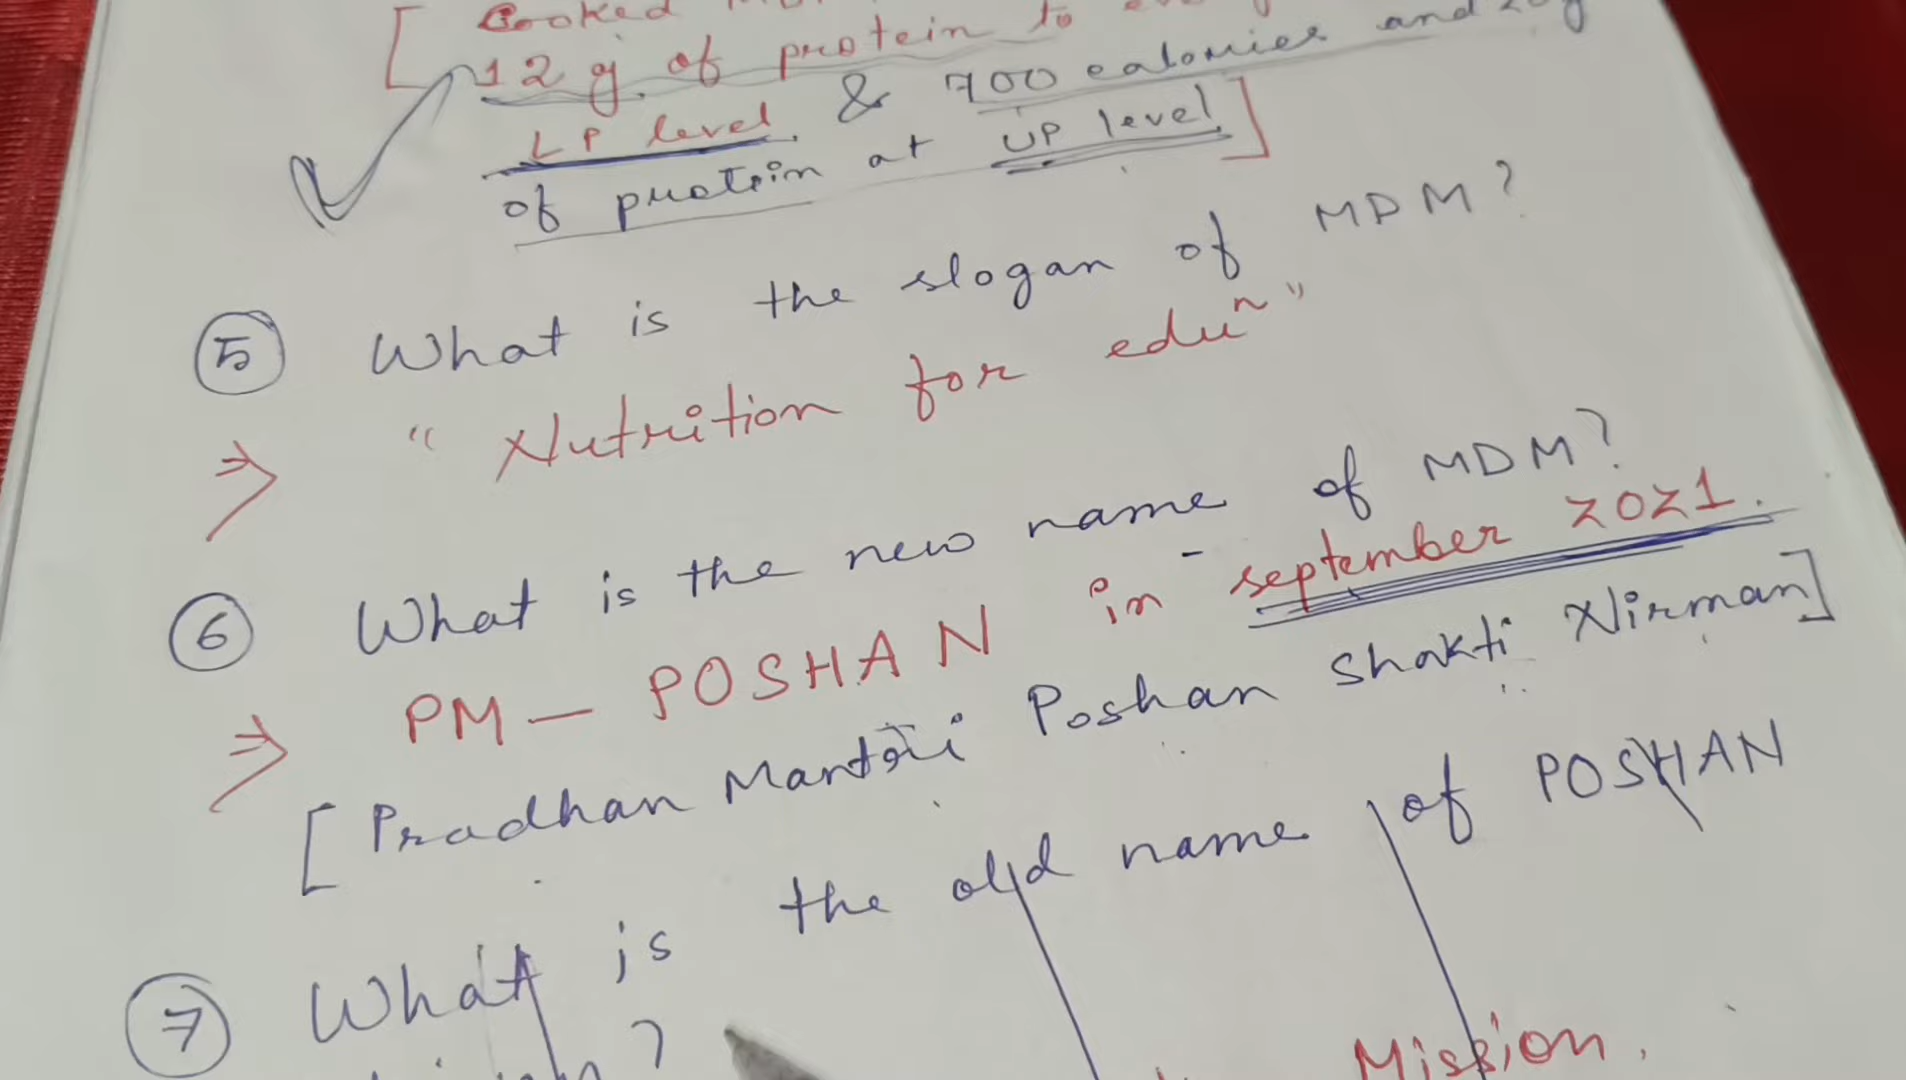 [ Cooked
12 g of protein to
LP level & 700 calories and
of protein at UP level ]
5 What is the slogan of MDM?
⇒ " Nutrition for eduⁿ "
6 What is the new name of MDM?
⇒ PM - POSHAN in - september 2021.
[ Pradhan Mantri Poshan Shakti Nirman ]
7 What is the old name of POSHAN
?
Mission.